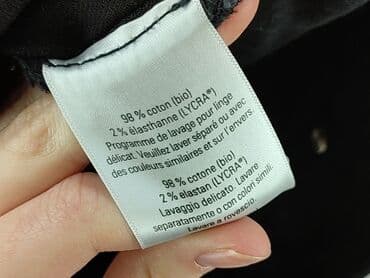 98 % coton (bio)
2 % élasthanne (LYCRA®)
Programme de lavage pour linge
délicat. Veuillez laver séparé ou avec
des couleurs similaires et sur l'envers
98 % cotone (bio)
2 % elastan (LYCRA®)
Lavaggio delicato. Lavare
separatamente o con colori simili.
Lavare a rovescio.